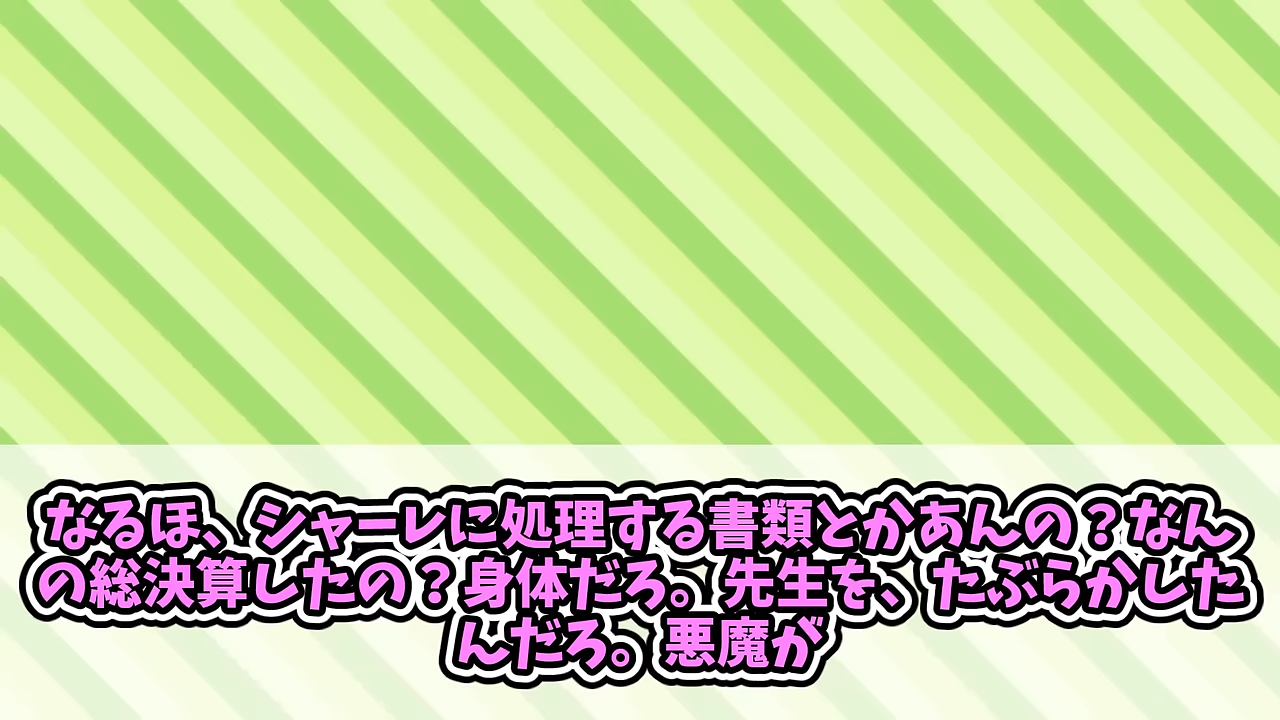 なるほ、シャーレに処理する書類とかあんの？なん
の総決算したの？身体だろ。先生を、たぶらかした
んだろ。悪魔が